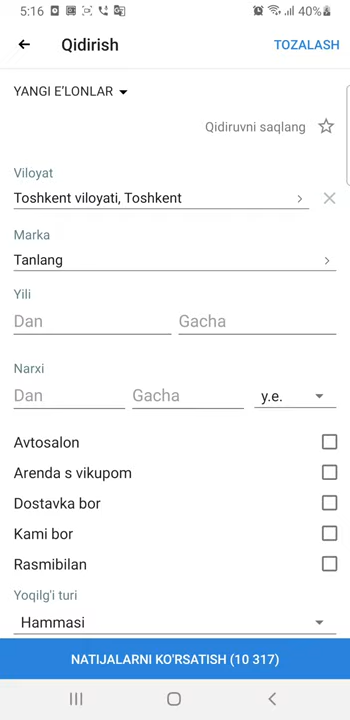 5:16 40%
Qidirish TOZALASH
YANGI E'LONLAR
Qidiruvni saqlang
Viloyat
Toshkent viloyati, Toshkent
Marka
Tanlang
Yili
Dan Gacha
Narxi
Dan Gacha y.e.
Avtosalon
Arenda s vikupom
Dostavka bor
Kami bor
Rasmibilan
Yoqilg'i turi
Hammasi
NATIJALARNI KO'RSATISH (10 317)